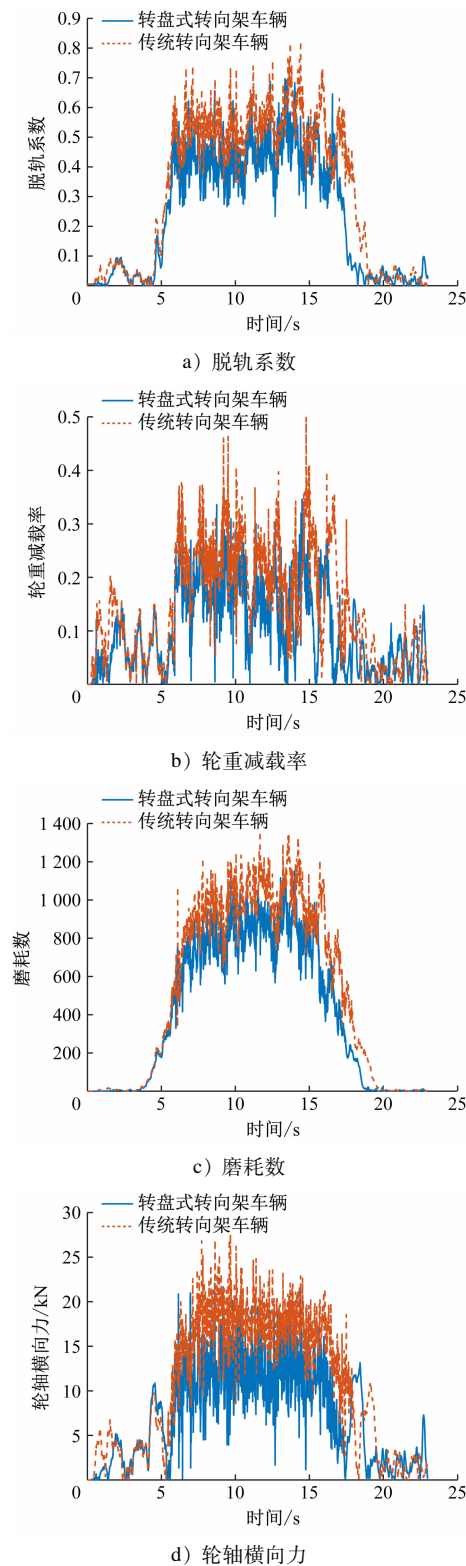 转盘式转向架车辆
传统转向架车辆
0.9
0.8
0.7
0.6
0.5
0.4
0.3
0.2
0.1
脱轨系数
0 5 10 15 20 25
时间/s
a）脱轨系数
转盘式转向架车辆
传统转向架车辆
0.5
0.4
0.3
0.2
0.1
轮重减载率
0 5 10 15 20 25
时间/s
b）轮重减载率
转盘式转向架车辆
传统转向架车辆
1 400
1 200
1 000
800
600
400
200
磨耗数
0 5 10 15 20 25
时间/s
c）磨耗数
转盘式转向架车辆
传统转向架车辆
30
25
20
15
10
5
轮轴横向力/kN
0 5 10 15 20 25
时间/s
d）轮轴横向力